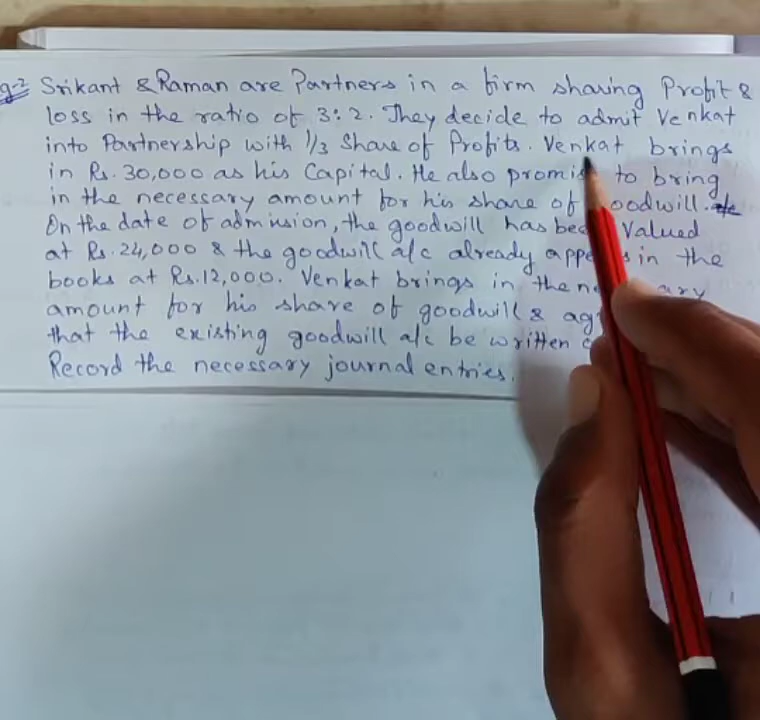 Q-2 Srikant & Raman are Partners in a firm sharing Profit &
loss in the ratio of 3:2. They decide to admit Venkat
into Partnership with 1/3 Share of Profits. Venkat brings
in Rs. 30,000 as his Capital. He also promis to bring
in the necessary amount for his share of oodwill.
On the date of admission, the goodwill has bee Valued
at Rs. 24,000 & the goodwill a/c already appe s in the
books at Rs. 12,000. Venkat brings in the ne ary
amount for his share of goodwill & ag
that the existing goodwill a/c be written
Record the necessary journal entries.